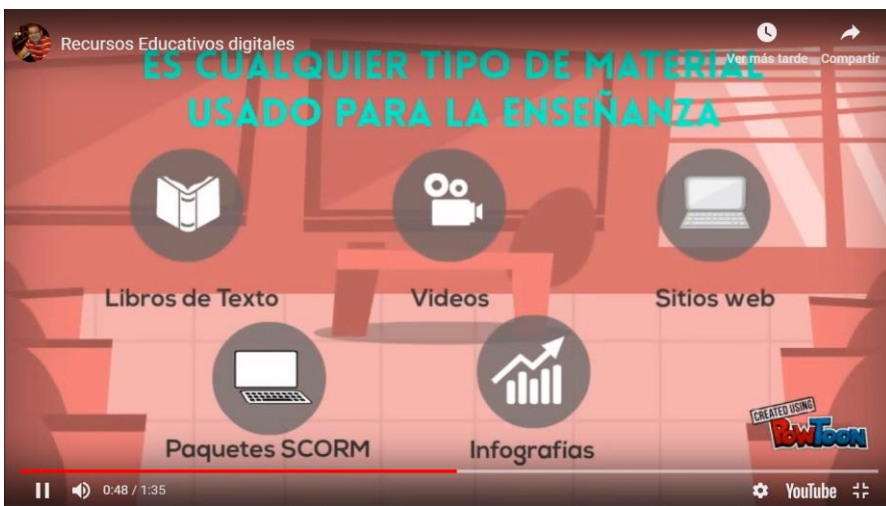 Recursos Educativos digitales
Ver más tarde Compartir
ES CUALQUIER TIPO DE MATERIAL
USADO PARA LA ENSEÑANZA
Libros de Texto Videos Sitios web
Paquetes SCORM Infografias
CREATED USING
POWTOON
0:48 / 1:35 YouTube